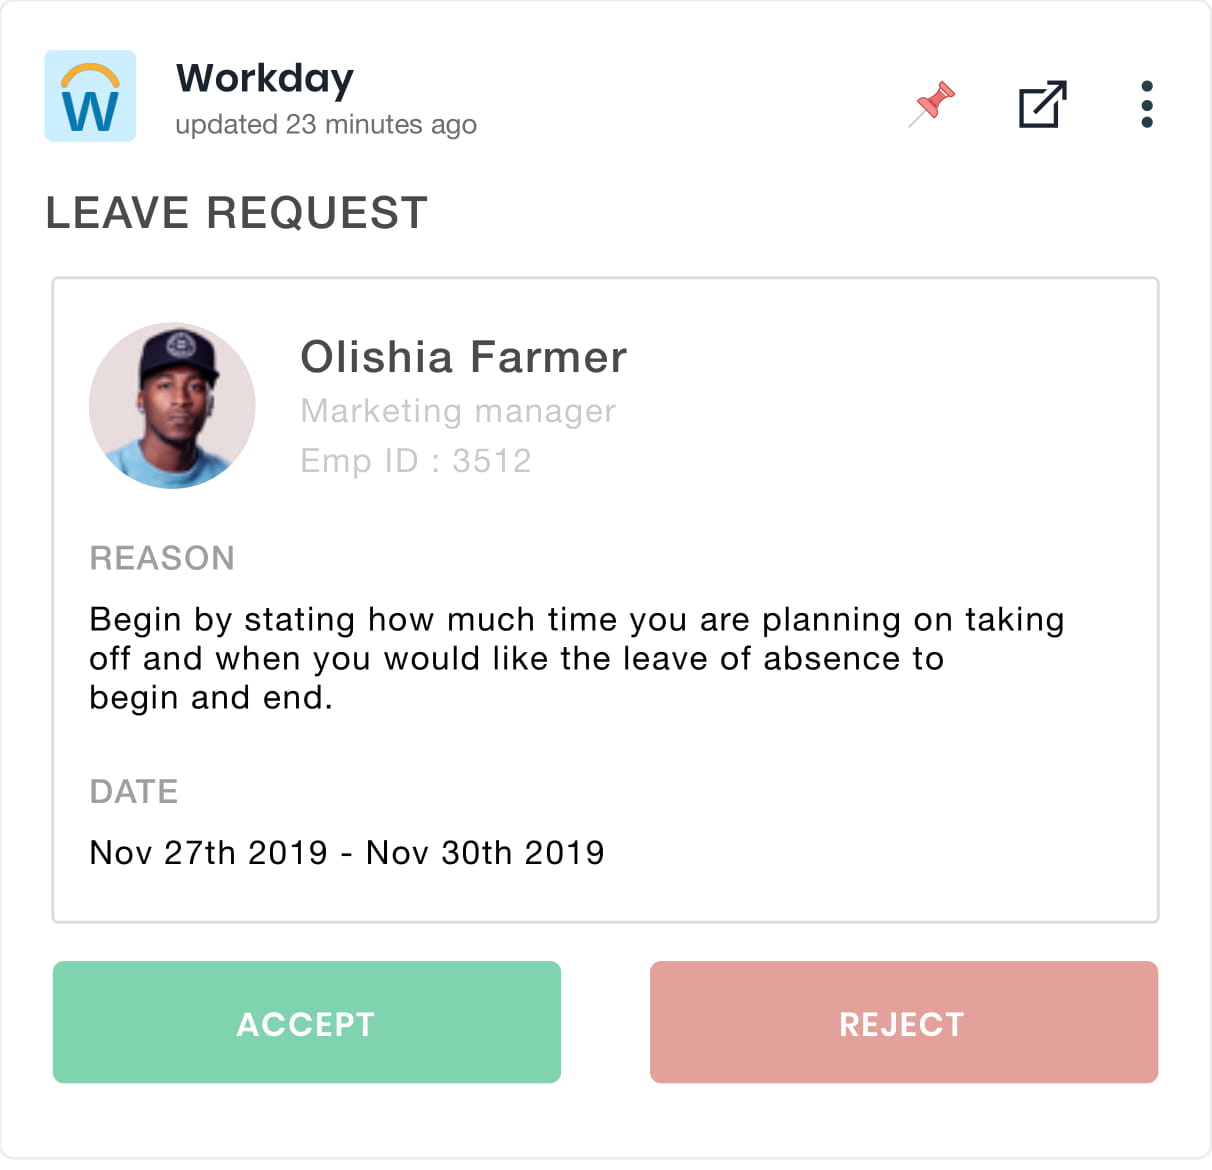 W
Workday
updated 23 minutes ago
LEAVE REQUEST
Olishia Farmer
Marketing manager
Emp ID : 3512
REASON
Begin by stating how much time you are planning on taking
off and when you would like the leave of absence to
begin and end.
DATE
Nov 27th 2019 - Nov 30th 2019
ACCEPT
REJECT